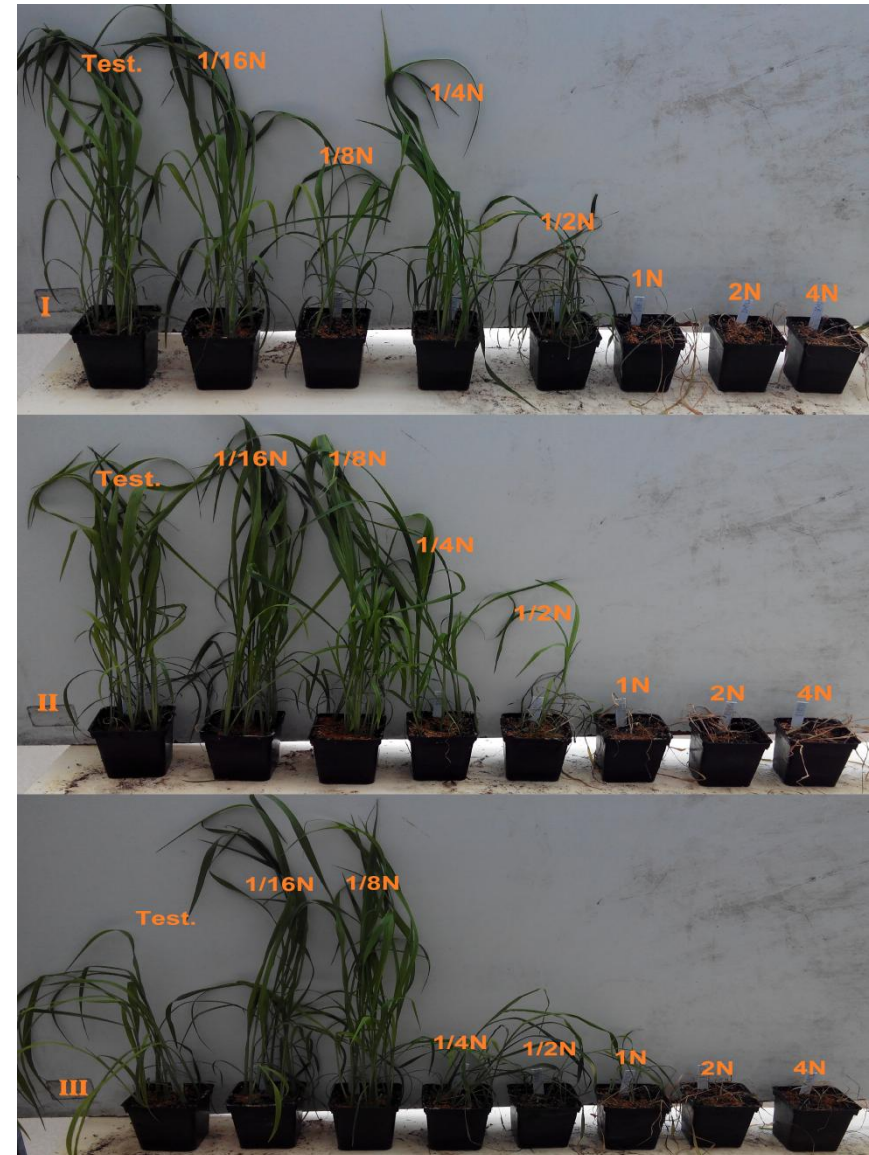 Test.
1/16N
1/8N
1/4N
1/2N
1N
2N
4N
I
Test.
1/16N
1/8N
1/4N
1/2N
1N
2N
4N
II
Test.
1/16N
1/8N
1/4N
1/2N
1N
2N
4N
III